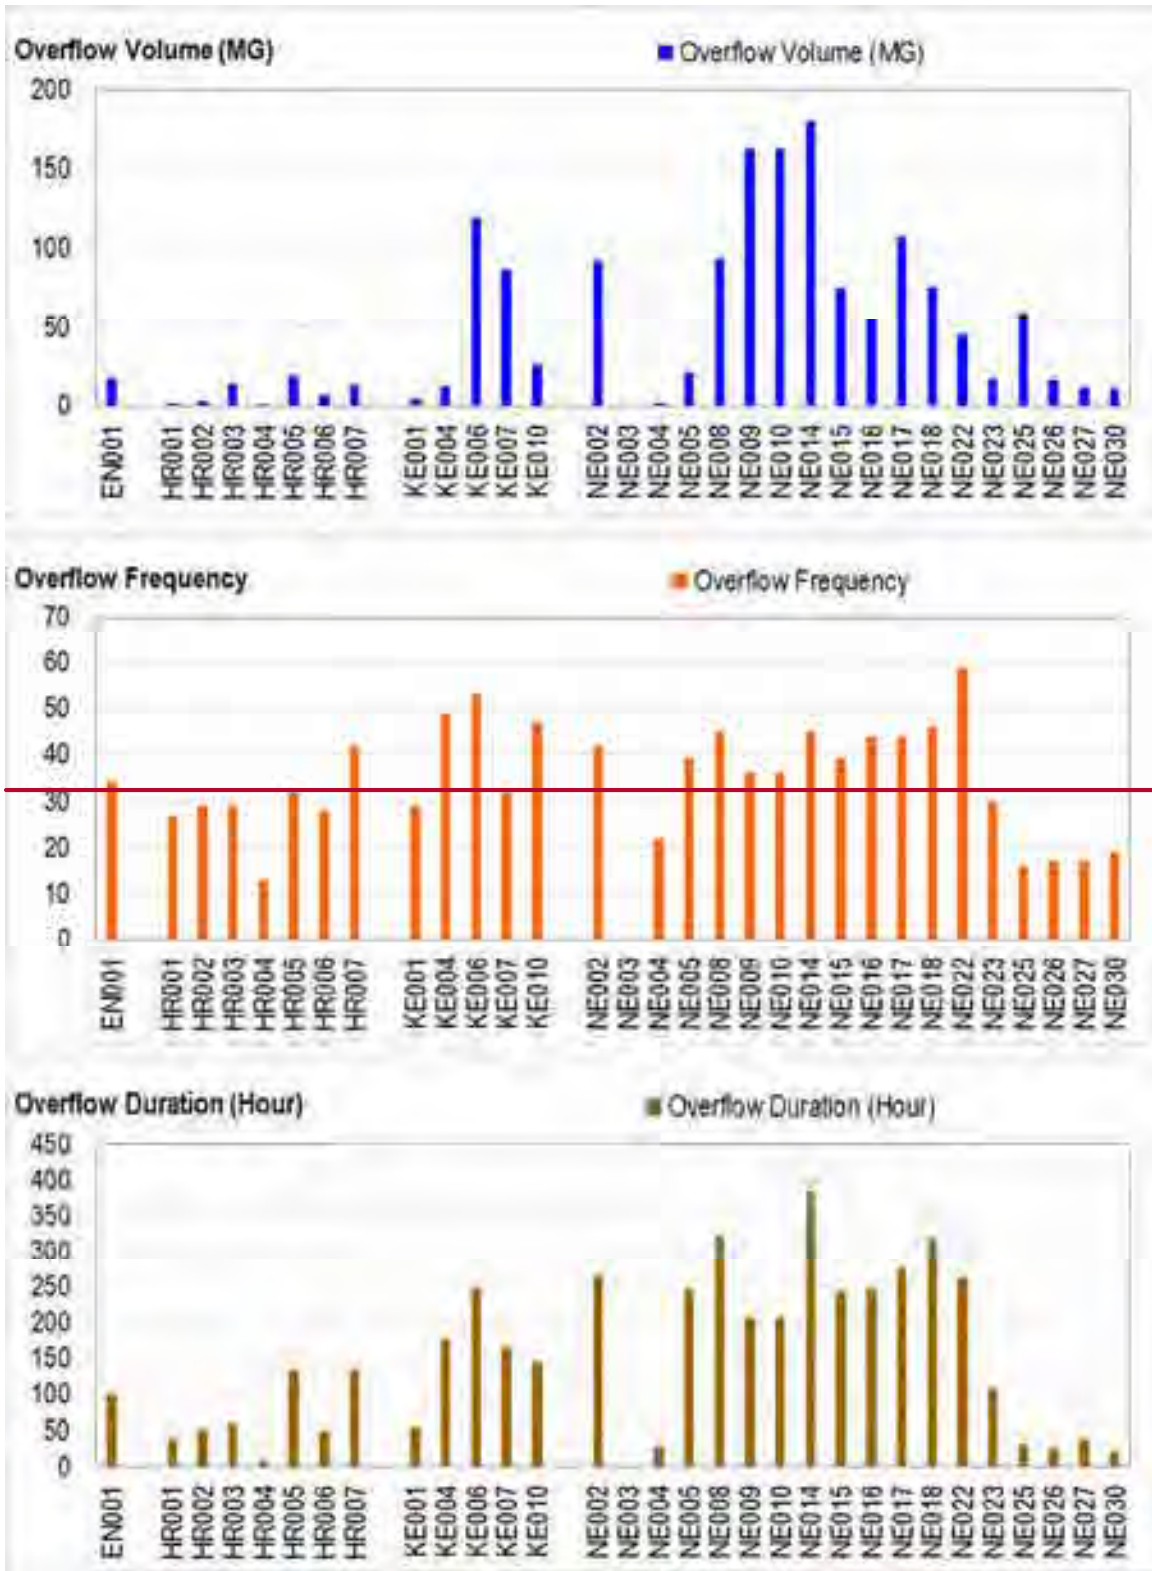 Overflow Volume (MG)
Overflow Volume (MG)
200
150
100
50
0
EN001 HR001 HR002 HR003 HR004 HR005 HR006 HR007 KE001 KE004 KE006 KE007 KE010 NE002 NE003 NE004 NE005 NE008 NE009 NE010 NE014 NE015 NE016 NE017 NE018 NE022 NE023 NE025 NE026 NE027 NE030
Overflow Frequency
Overflow Frequency
70
60
50
40
30
20
10
0
EN001 HR001 HR002 HR003 HR004 HR005 HR006 HR007 KE001 KE004 KE006 KE007 KE010 NE002 NE003 NE004 NE005 NE008 NE009 NE010 NE014 NE015 NE016 NE017 NE018 NE022 NE023 NE025 NE026 NE027 NE030
Overflow Duration (Hour)
Overflow Duration (Hour)
450
400
350
300
250
200
150
100
50
0
EN001 HR001 HR002 HR003 HR004 HR005 HR006 HR007 KE001 KE004 KE006 KE007 KE010 NE002 NE003 NE004 NE005 NE008 NE009 NE010 NE014 NE015 NE016 NE017 NE018 NE022 NE023 NE025 NE026 NE027 NE030